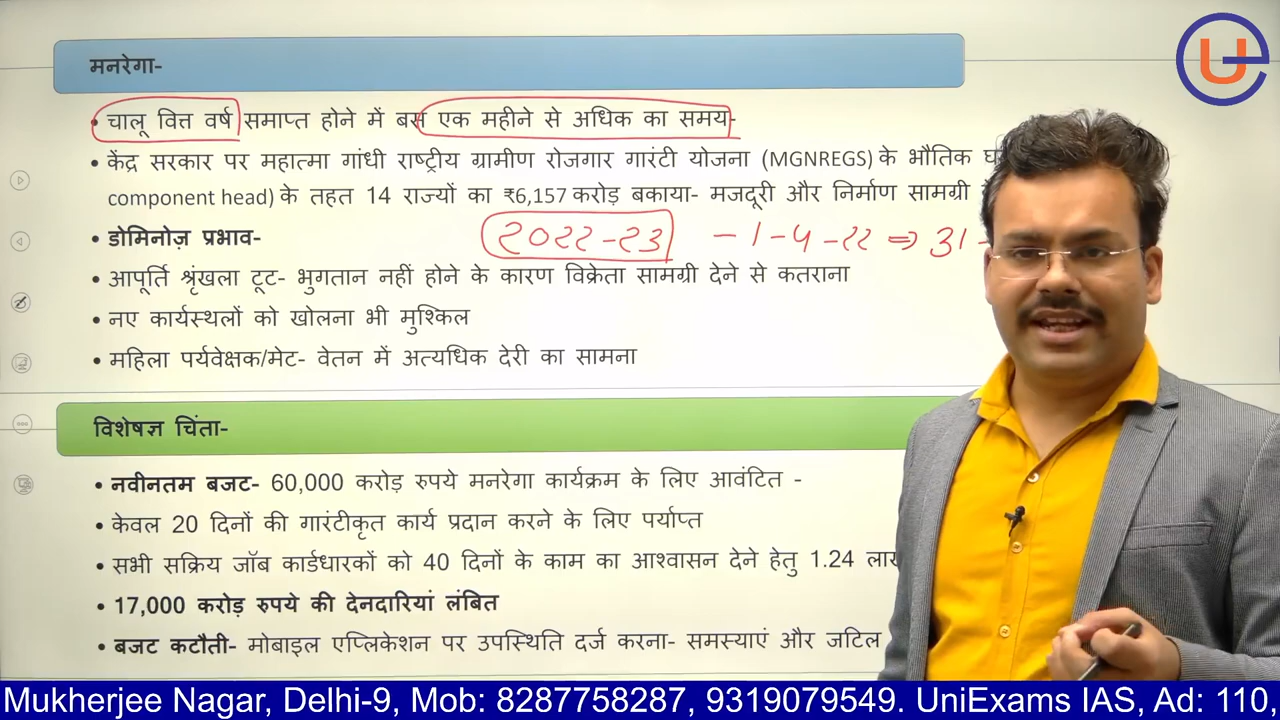 मनरेगा-
• चालू वित्त वर्ष समाप्त होने में बस एक महीने से अधिक का समय-
• केंद्र सरकार पर महात्मा गांधी राष्ट्रीय ग्रामीण रोजगार गारंटी योजना (MGNREGS) के भौतिक
component head) के तहत 14 राज्यों का ₹6,157 करोड़ बकाया- मजदूरी और निर्माण सामग्री
• डोमिनोज़ प्रभाव-
2022-23 -1-4-22 ⇒ 31-
• आपूर्ति श्रृंखला टूट- भुगतान नहीं होने के कारण विक्रेता सामग्री देने से कतराना
• नए कार्यस्थलों को खोलना भी मुश्किल
• महिला पर्यवेक्षक/मेट- वेतन में अत्यधिक देरी का सामना
विशेषज्ञ चिंता-
• नवीनतम बजट- 60,000 करोड़ रुपये मनरेगा कार्यक्रम के लिए आवंटित -
• केवल 20 दिनों की गारंटीकृत कार्य प्रदान करने के लिए पर्याप्त
• सभी सक्रिय जॉब कार्डधारकों को 40 दिनों के काम का आश्वासन देने हेतु 1.24
• 17,000 करोड़ रुपये की देनदारियां लंबित
• बजट कटौती- मोबाइल एप्लिकेशन पर उपस्थिति दर्ज करना- समस्याएं और जटिल
Mukherjee Nagar, Delhi-9, Mob: 8287758287, 9319079549. UniExams IAS, Ad: 110,